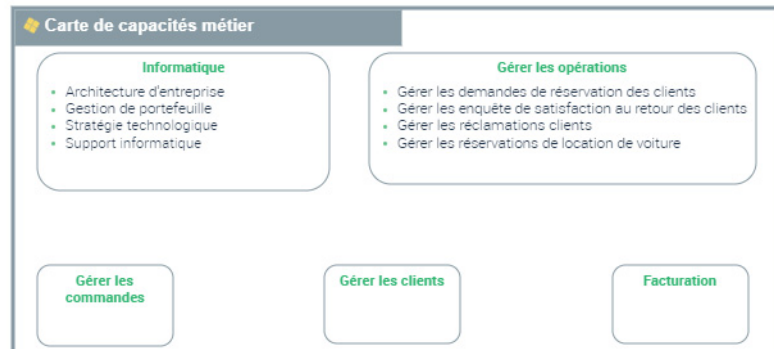 Carte de capacités métier
Informatique
• Architecture d'entreprise
• Gestion de portefeuille
• Stratégie technologique
• Support informatique
Gérer les opérations
• Gérer les demandes de réservation des clients
• Gérer les enquête de satisfaction au retour des clients
• Gérer les réclamations clients
• Gérer les réservations de location de voiture
Gérer les
commandes
Gérer les clients
Facturation